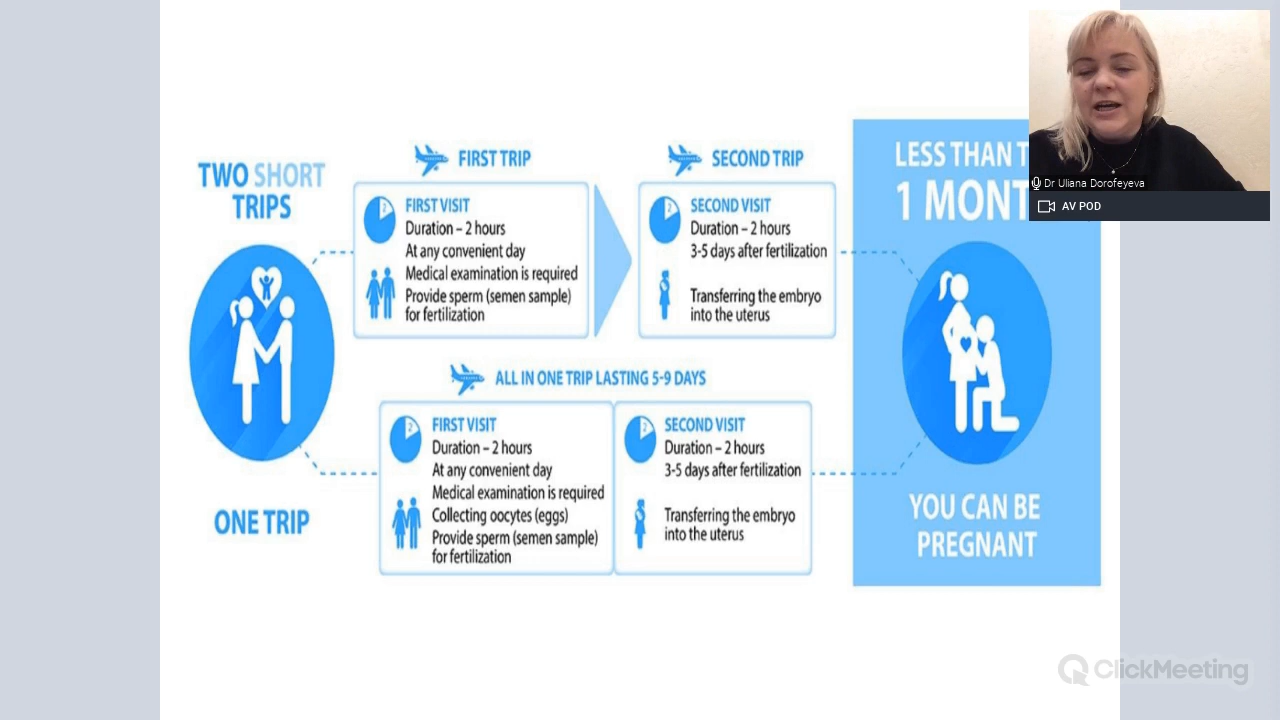 TWO SHORT
TRIPS
FIRST TRIP
FIRST VISIT
Duration – 2 hours
At any convenient day
Medical examination is required
Provide sperm (semen sample)
for fertilization
SECOND TRIP
SECOND VISIT
Duration – 2 hours
3-5 days after fertilization
Transferring the embryo
into the uterus
ALL IN ONE TRIP LASTING 5-9 DAYS
ONE TRIP
FIRST VISIT
Duration – 2 hours
At any convenient day
Medical examination is required
Collecting oocytes (eggs)
Provide sperm (semen sample)
for fertilization
SECOND VISIT
Duration – 2 hours
3-5 days after fertilization
Transferring the embryo
into the uterus
LESS THAN
1
YOU CAN BE
PREGNANT
Dr Uliana Dorofeyeva
AV POD
ClickMeeting